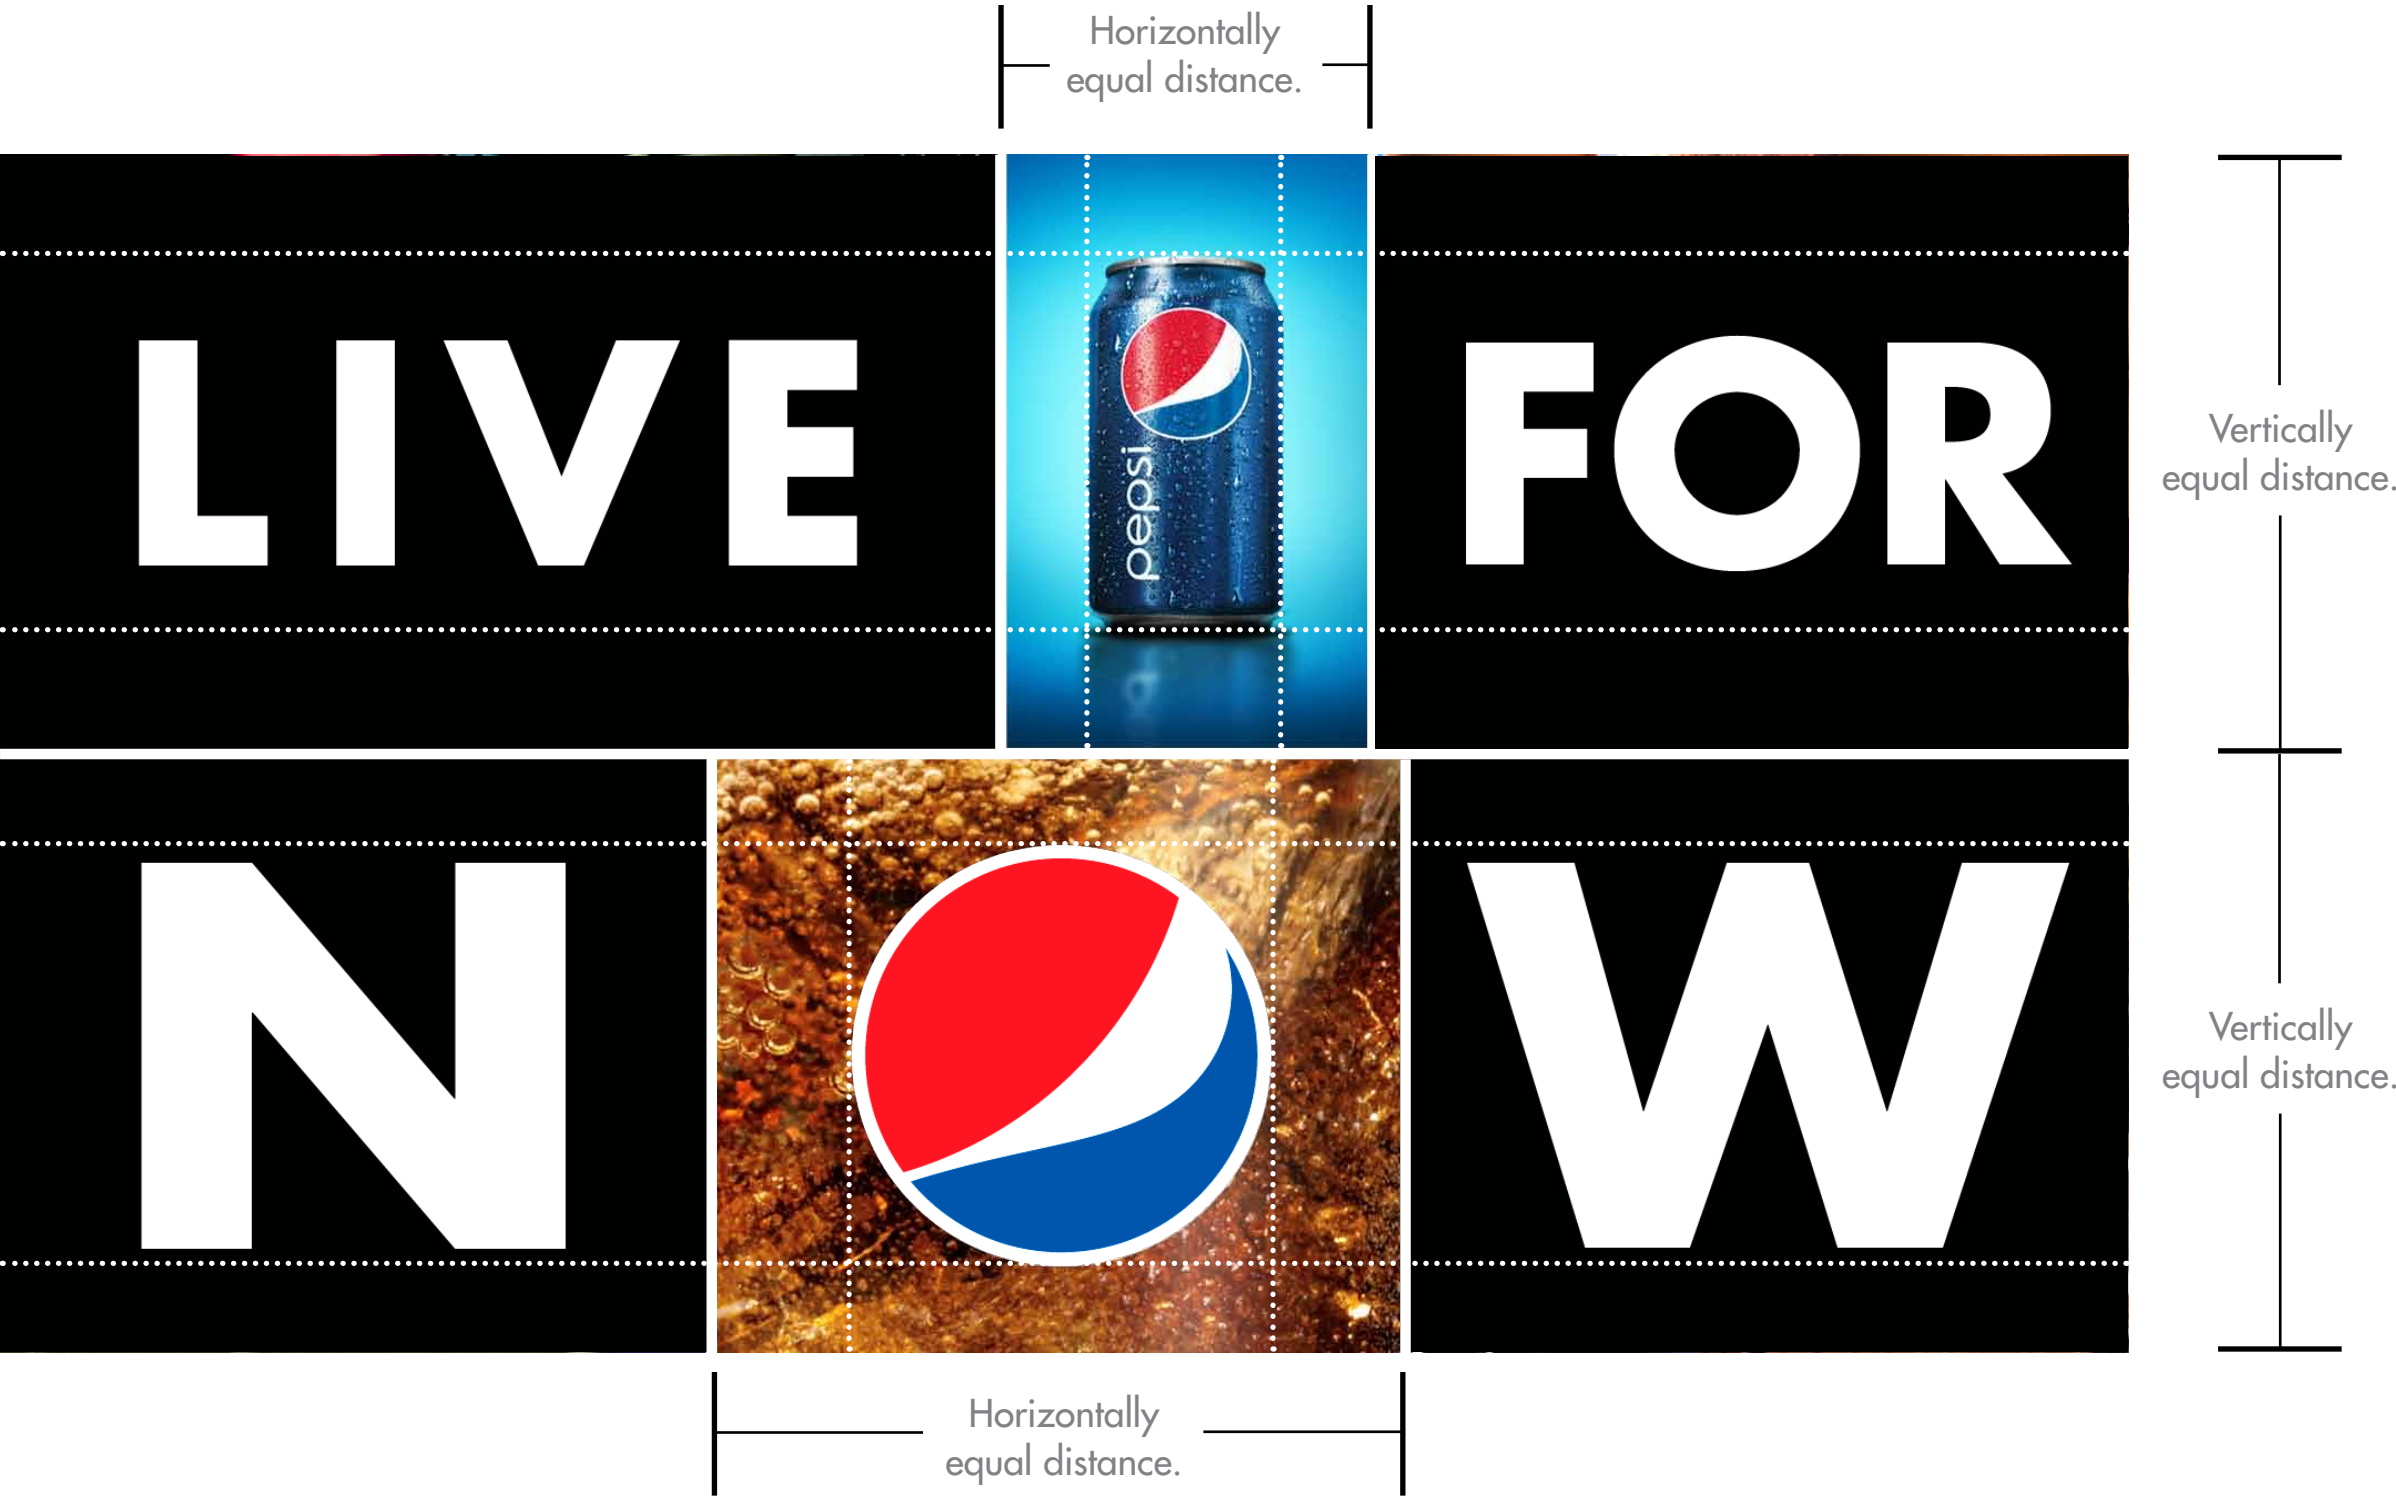 Horizontally
equal distance.
LIVE
pepsi
FOR
Vertically
equal distance.
N
W
Vertically
equal distance.
Horizontally
equal distance.